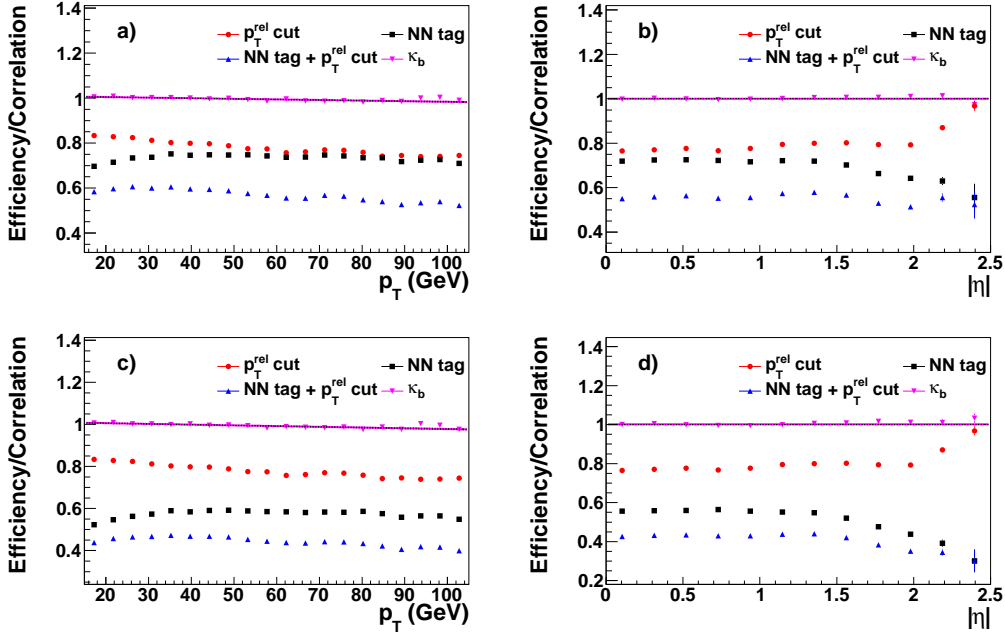 a)
p_T^rel cut
NN tag
NN tag + p_T^rel cut
κ_b
Efficiency/Correlation
1.4
1.2
1
0.8
0.6
0.4
20 30 40 50 60 70 80 90 100
p_T (GeV)
b)
p_T^rel cut
NN tag
NN tag + p_T^rel cut
κ_b
Efficiency/Correlation
1.4
1.2
1
0.8
0.6
0.4
0 0.5 1 1.5 2 2.5
|η|
c)
p_T^rel cut
NN tag
NN tag + p_T^rel cut
κ_b
Efficiency/Correlation
1.4
1.2
1
0.8
0.6
0.4
20 30 40 50 60 70 80 90 100
p_T (GeV)
d)
p_T^rel cut
NN tag
NN tag + p_T^rel cut
κ_b
Efficiency/Correlation
1.4
1.2
1
0.8
0.6
0.4
0.2
0 0.5 1 1.5 2 2.5
|η|